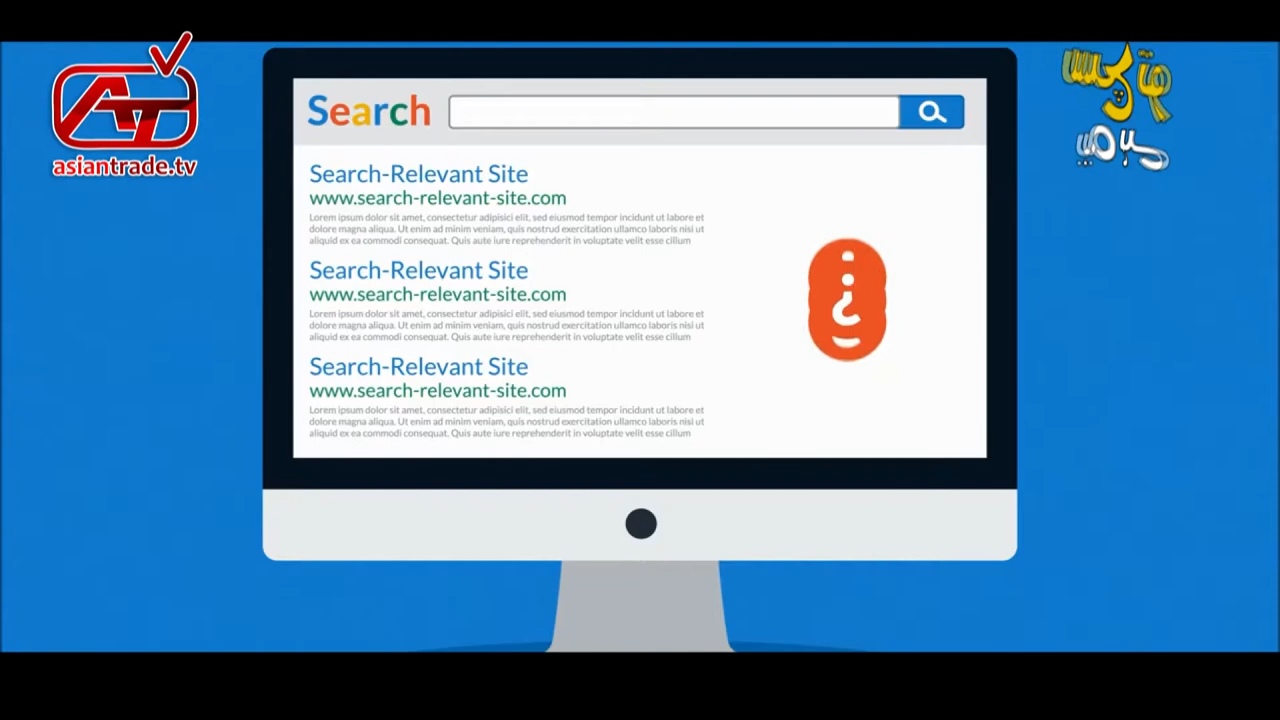 asiantrade.tv
Search
Search-Relevant Site
www.search-relevant-site.com
Lorem ipsum dolor sit amet, consectetur adipisici elit, sed eiusmod tempor incidunt ut labore et
dolore magna aliqua. Ut enim ad minim veniam, quis nostrud exercitation ullamco laboris nisi ut
aliquid ex ea commodi consequat. Quis aute iure reprehenderit in voluptate velit esse cillum
Search-Relevant Site
www.search-relevant-site.com
Lorem ipsum dolor sit amet, consectetur adipisici elit, sed eiusmod tempor incidunt ut labore et
dolore magna aliqua. Ut enim ad minim veniam, quis nostrud exercitation ullamco laboris nisi ut
aliquid ex ea commodi consequat. Quis aute iure reprehenderit in voluptate velit esse cillum
Search-Relevant Site
www.search-relevant-site.com
Lorem ipsum dolor sit amet, consectetur adipisici elit, sed eiusmod tempor incidunt ut labore et
dolore magna aliqua. Ut enim ad minim veniam, quis nostrud exercitation ullamco laboris nisi ut
aliquid ex ea commodi consequat. Quis aute iure reprehenderit in voluptate velit esse cillum